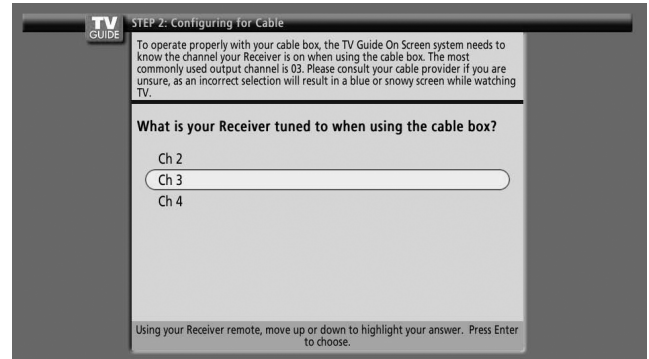 TV
GUIDE
STEP 2: Configuring for Cable
To operate properly with your cable box, the TV Guide On Screen system needs to
know the channel your Receiver is on when using the cable box. The most
commonly used output channel is 03. Please consult your cable provider if you are
unsure, as an incorrect selection will result in a blue or snowy screen while watching
TV.
What is your Receiver tuned to when using the cable box?
Ch 2
Ch 3
Ch 4
Using your Receiver remote, move up or down to highlight your answer. Press Enter
to choose.